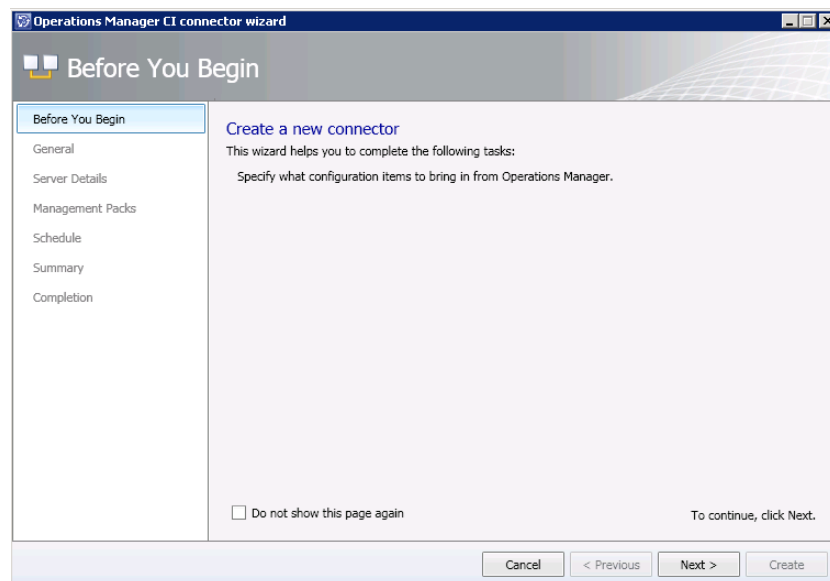 Operations Manager CI connector wizard
Before You Begin
Before You Begin
General
Server Details
Management Packs
Schedule
Summary
Completion
Create a new connector
This wizard helps you to complete the following tasks:
Specify what configuration items to bring in from Operations Manager.
Do not show this page again
To continue, click Next.
Cancel
< Previous
Next >
Create